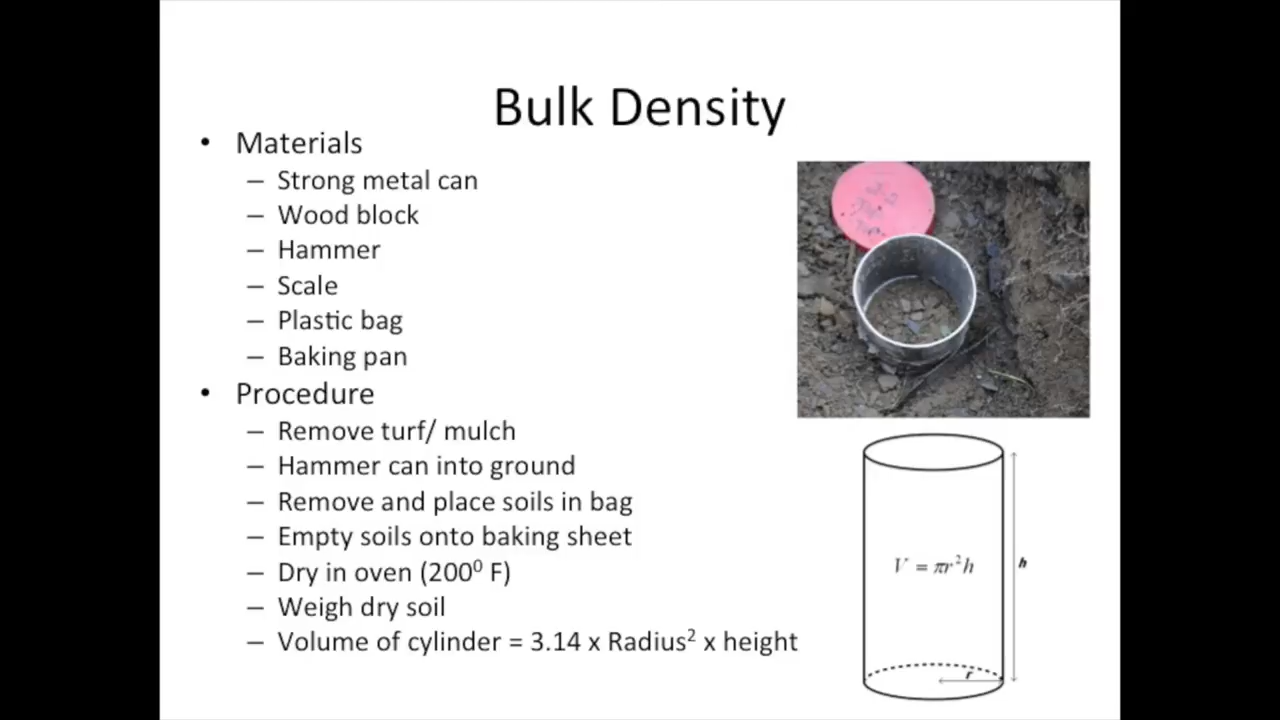 Bulk Density
• Materials
– Strong metal can
– Wood block
– Hammer
– Scale
– Plastic bag
– Baking pan
• Procedure
– Remove turf/ mulch
– Hammer can into ground
– Remove and place soils in bag
– Empty soils onto baking sheet
– Dry in oven (200⁰ F)
– Weigh dry soil
– Volume of cylinder = 3.14 x Radius² x height
V = πr²h
h
r